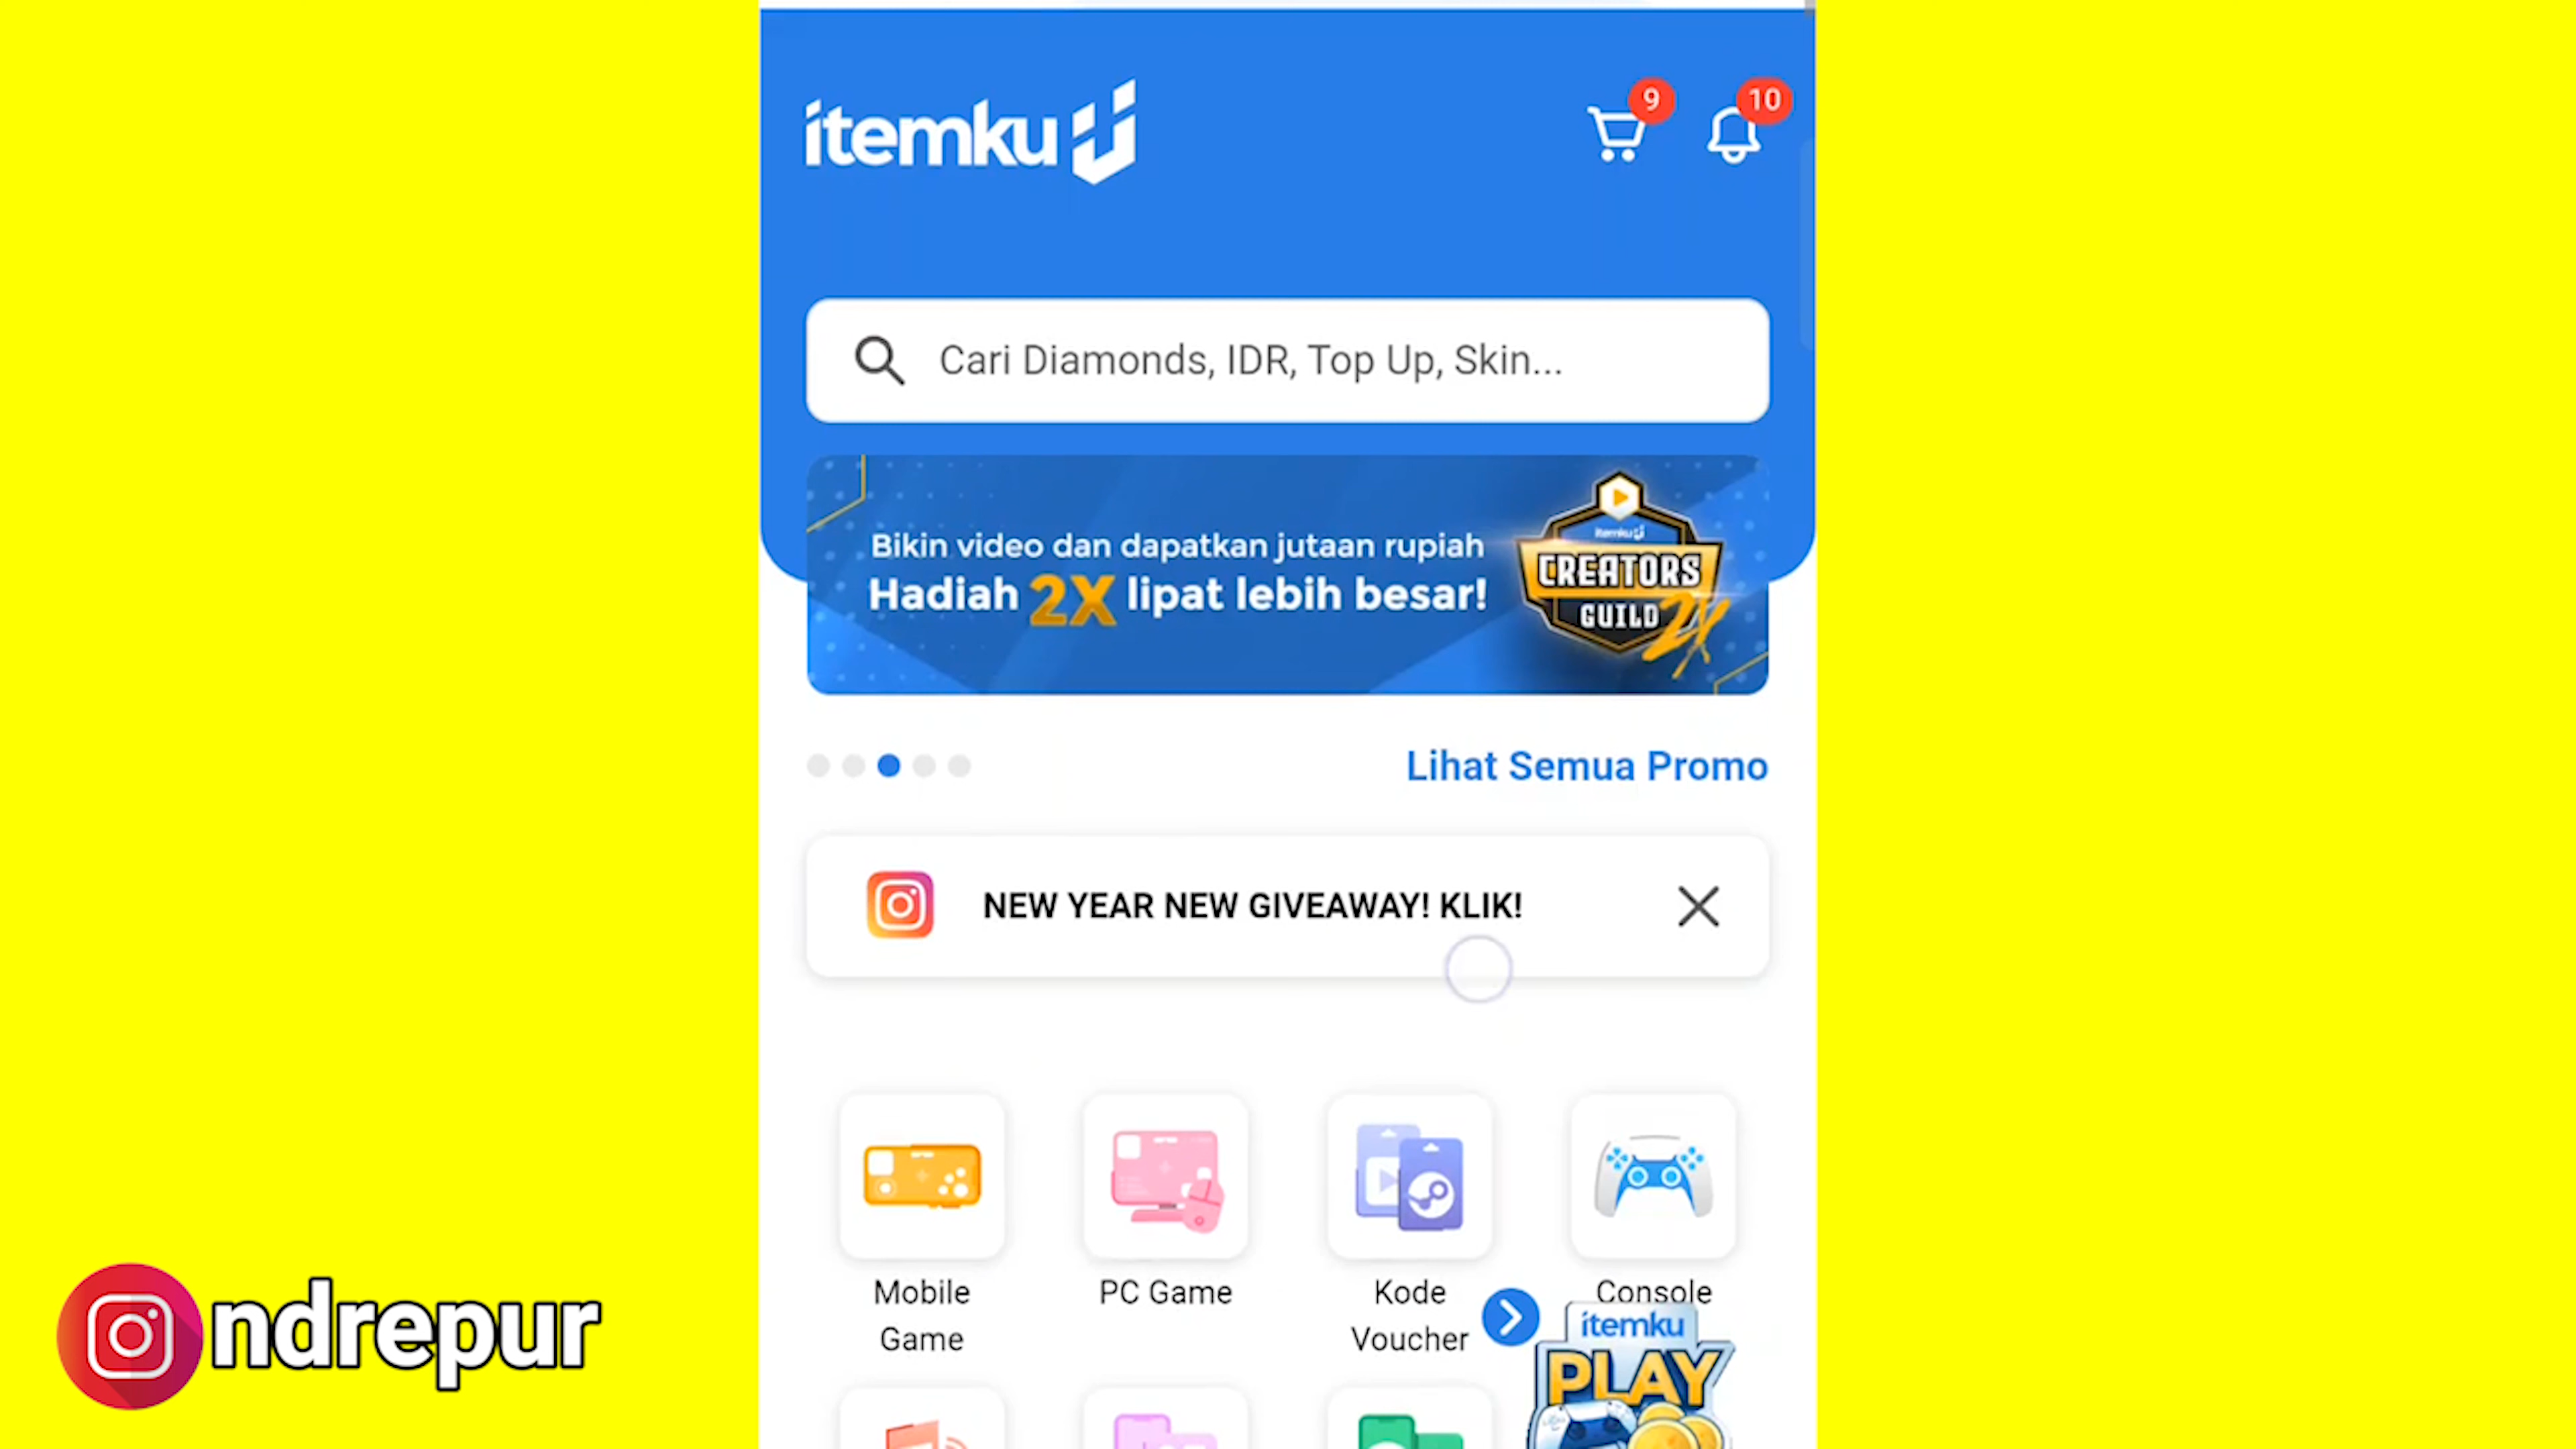 itemku
9
10
Cari Diamonds, IDR, Top Up, Skin...
Bikin video dan dapatkan jutaan rupiah
Hadiah 2X lipat lebih besar!
itemku
CREATORS
GUILD
2X
Lihat Semua Promo
NEW YEAR NEW GIVEAWAY! KLIK!
Mobile
Game
PC Game
Kode
Voucher
Console
itemku
PLAY
ndrepur